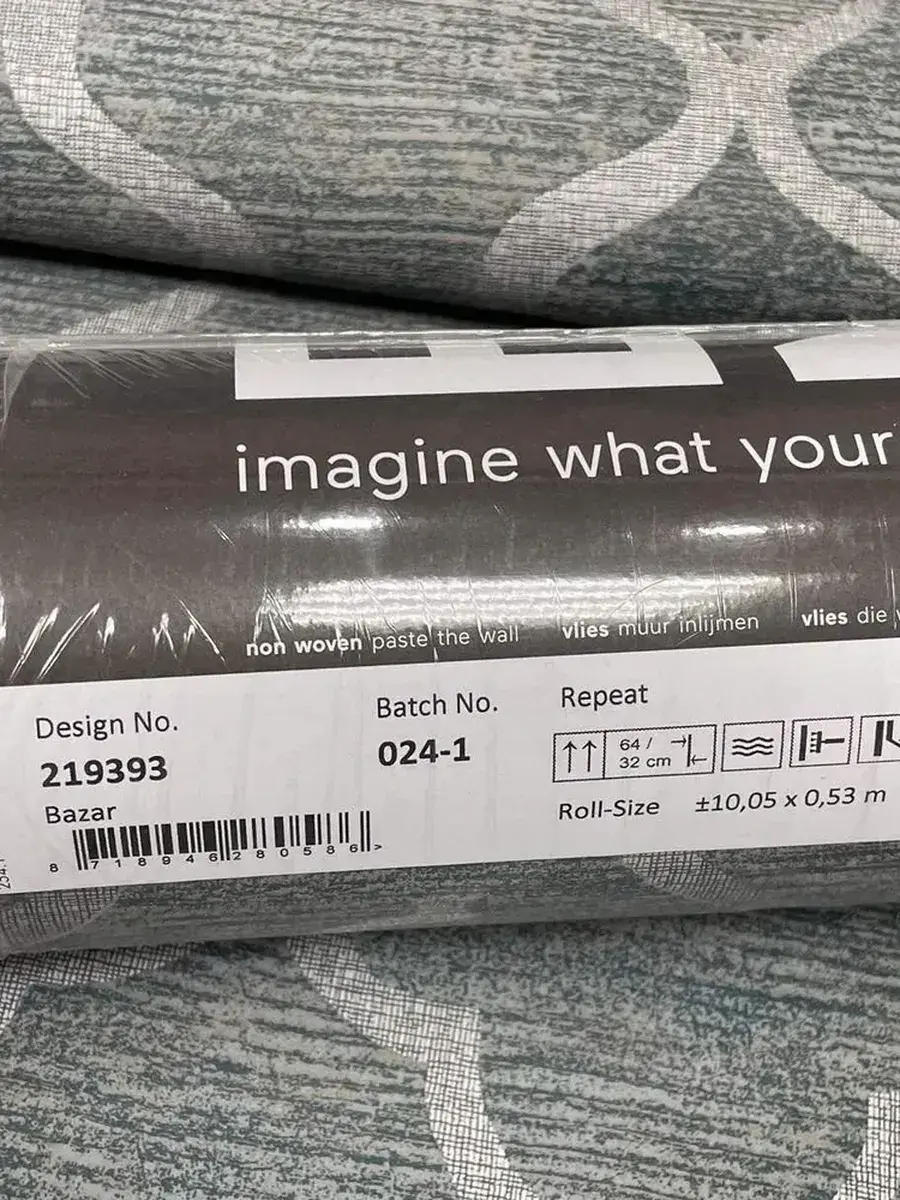 imagine what your
non woven paste the wall vlies muur inlijmen vlies die
Design No.
219393
Bazar
Batch No.
024-1
Repeat
64 /
32 cm
Roll-Size ±10,05 x 0,53 m
8 718946 280586 >